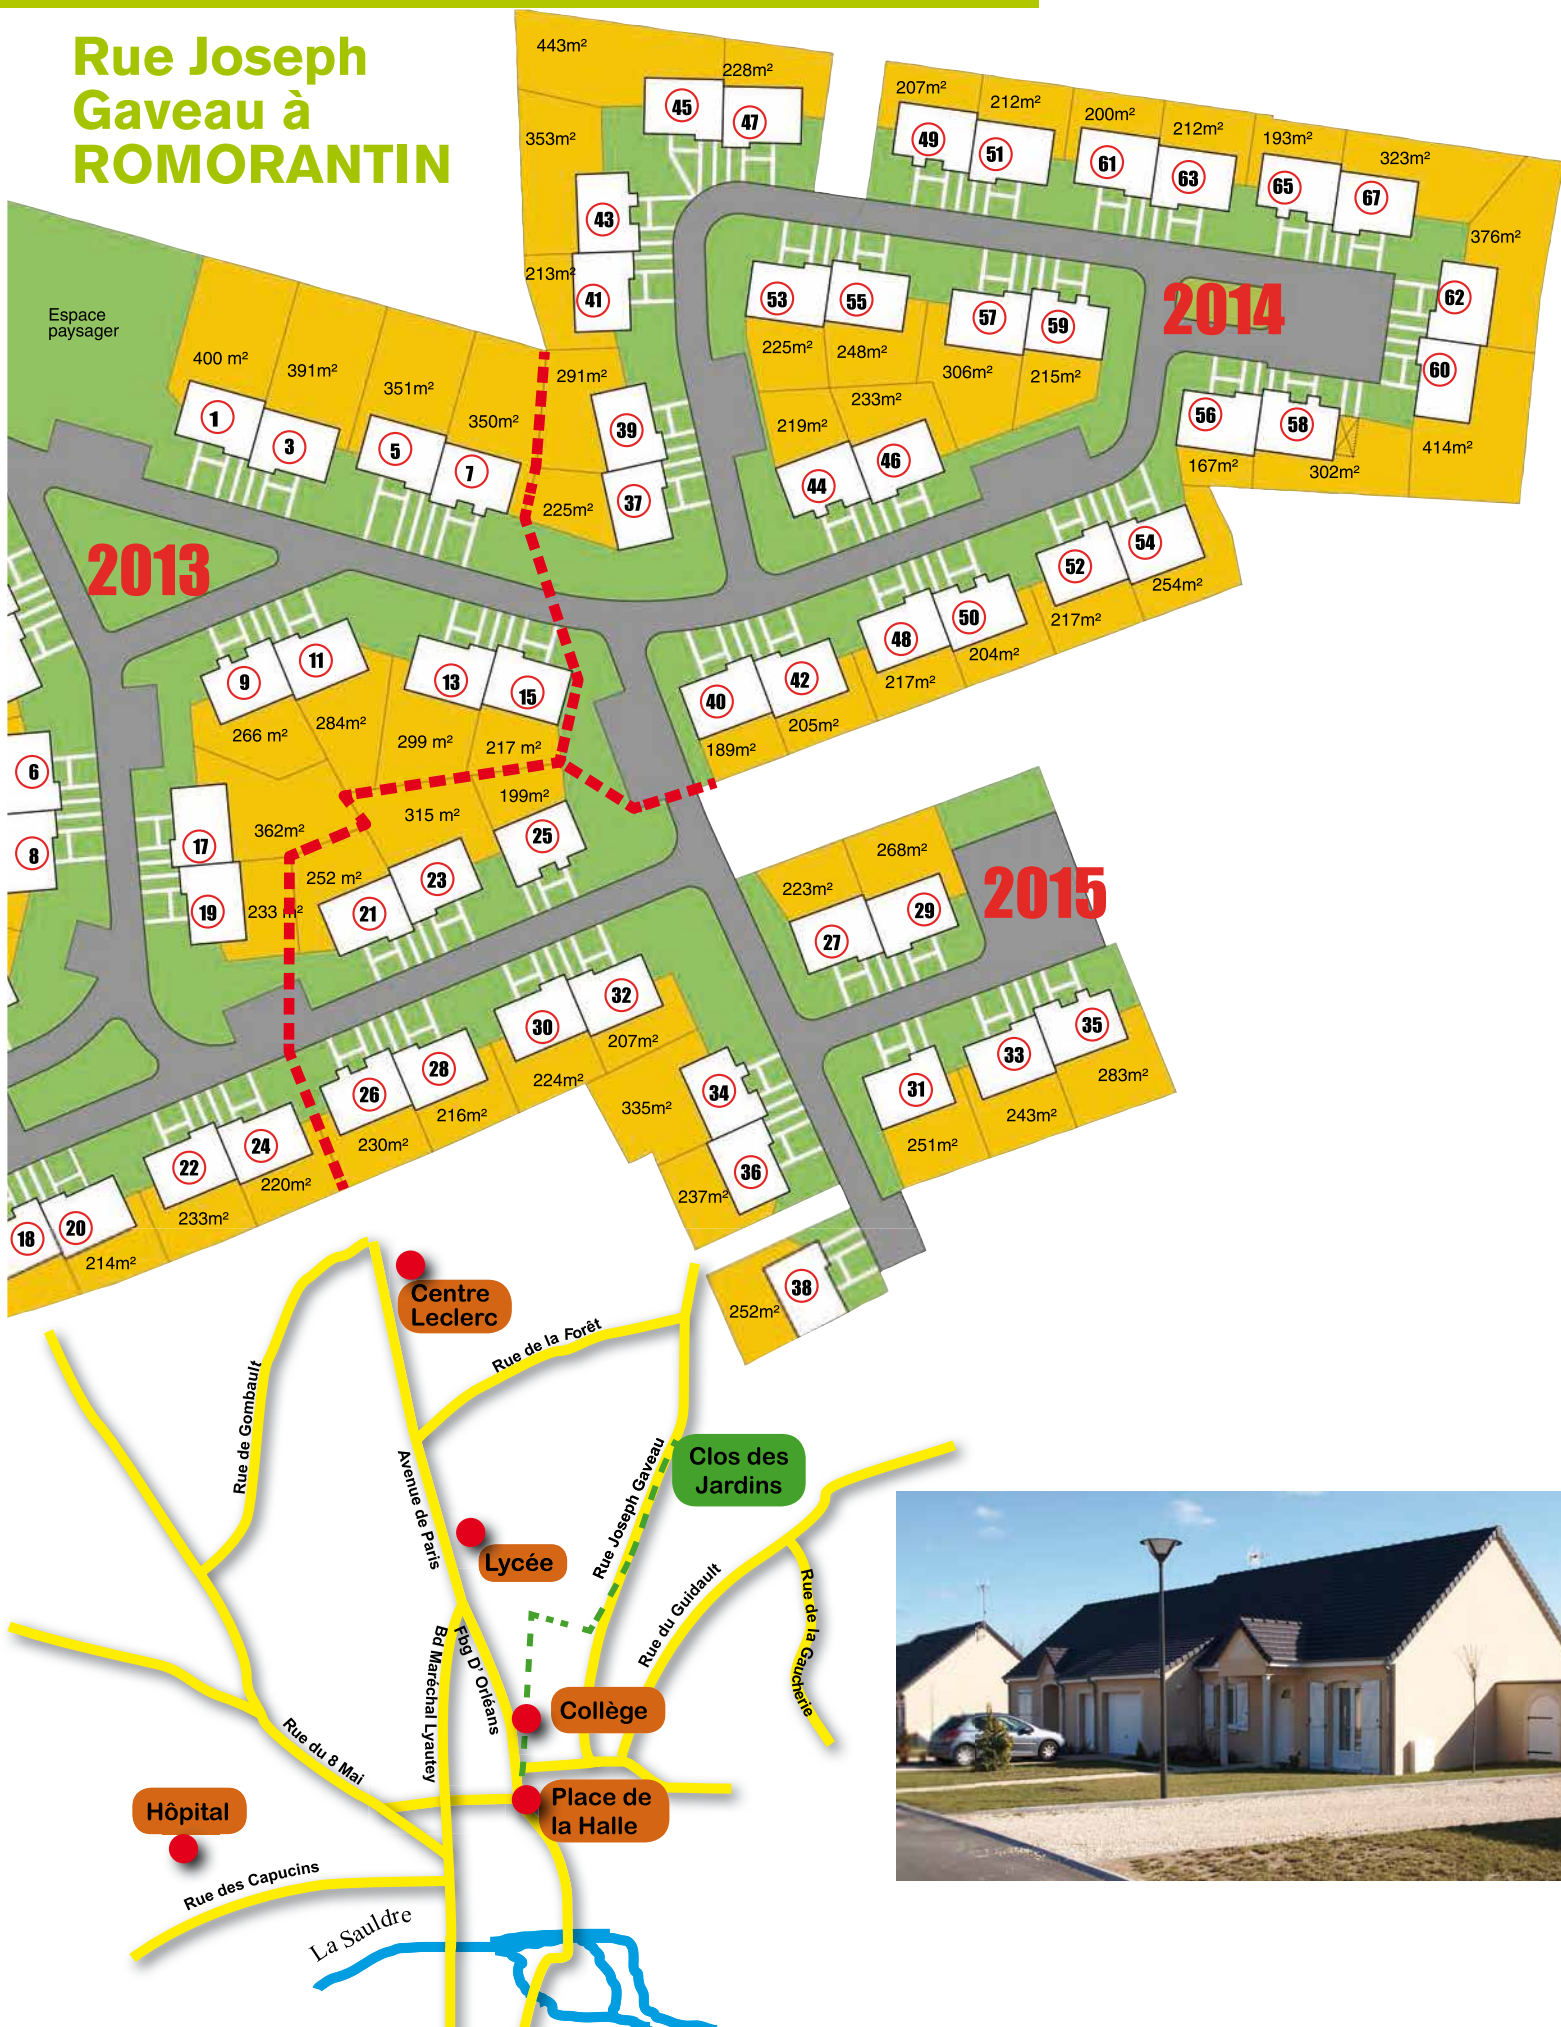 Rue Joseph
Gaveau à
ROMORANTIN
443m²
228m²
45
47
353m²
43
213m²
41
207m²
212m²
200m²
212m²
193m²
323m²
376m²
49
51
61
63
65
67
62
60
414m²
2014
53
55
57
59
225m²
248m²
306m²
215m²
233m²
219m²
44
46
56
58
167m²
302m²
Espace
paysager
400 m²
391m²
351m²
350m²
1
3
5
7
291m²
39
37
225m²
2013
9
11
13
15
266 m²
284m²
299 m²
217 m²
52
54
254m²
217m²
48
50
204m²
217m²
40
42
205m²
189m²
6
8
17
19
362m²
233 m²
252 m²
315 m²
199m²
21
23
25
268m²
223m²
27
29
2015
30
32
207m²
224m²
26
28
216m²
230m²
22
24
220m²
233m²
18
20
214m²
34
335m²
36
237m²
38
252m²
31
33
35
283m²
243m²
251m²
Centre
Leclerc
Rue de la Forêt
Rue de Gombault
Avenue de Paris
Clos des
Jardins
Rue Joseph Gaveau
Lycée
Rue du Guidault
Rue de la Gaucherie
Bd Maréchal Lyautey
Fbg D' Orléans
Collège
Rue du 8 Mai
Place de
la Halle
Hôpital
Rue des Capucins
La Sauldre